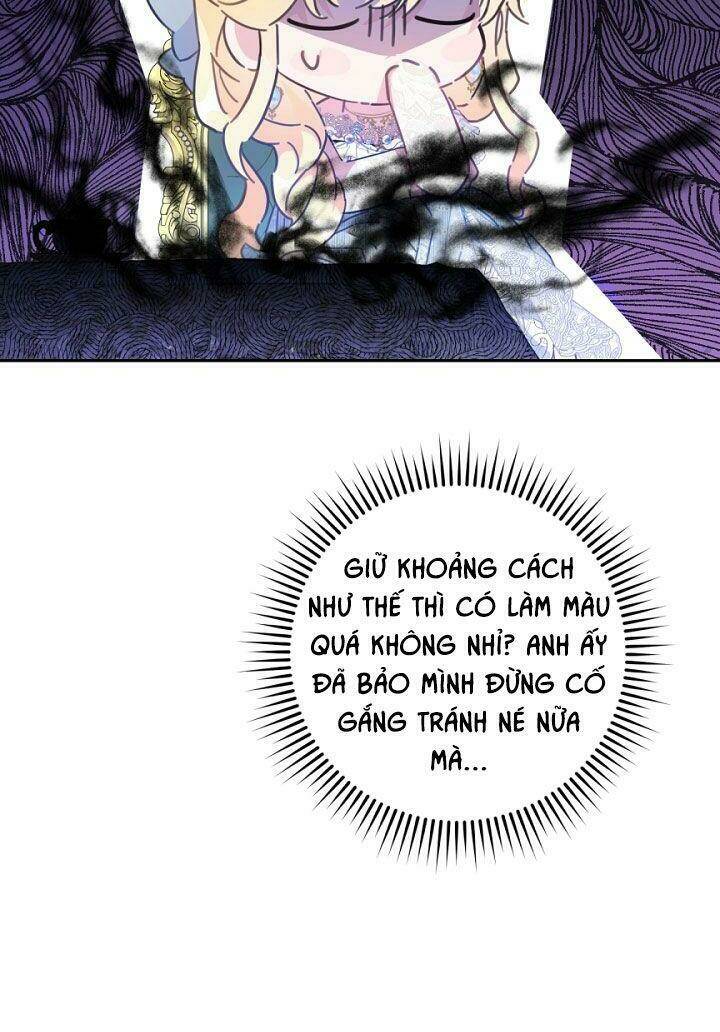 GIỮ KHOẢNG CÁCH
NHƯ THẾ THÌ CÓ LÀM MÀU
QUÁ KHÔNG NHỈ? ANH ẤY
ĐÃ BẢO MÌNH ĐỪNG CỐ
GẮNG TRÁNH NÉ NỮA
MÀ...